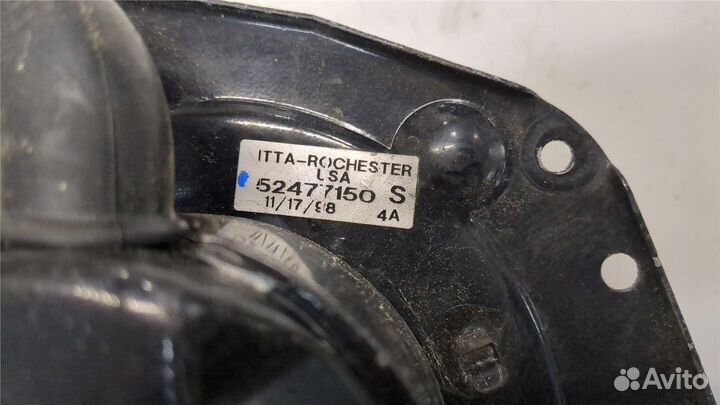 ITTA-ROCHESTER
USA
52477150 S
11/17/98 4A
Avito